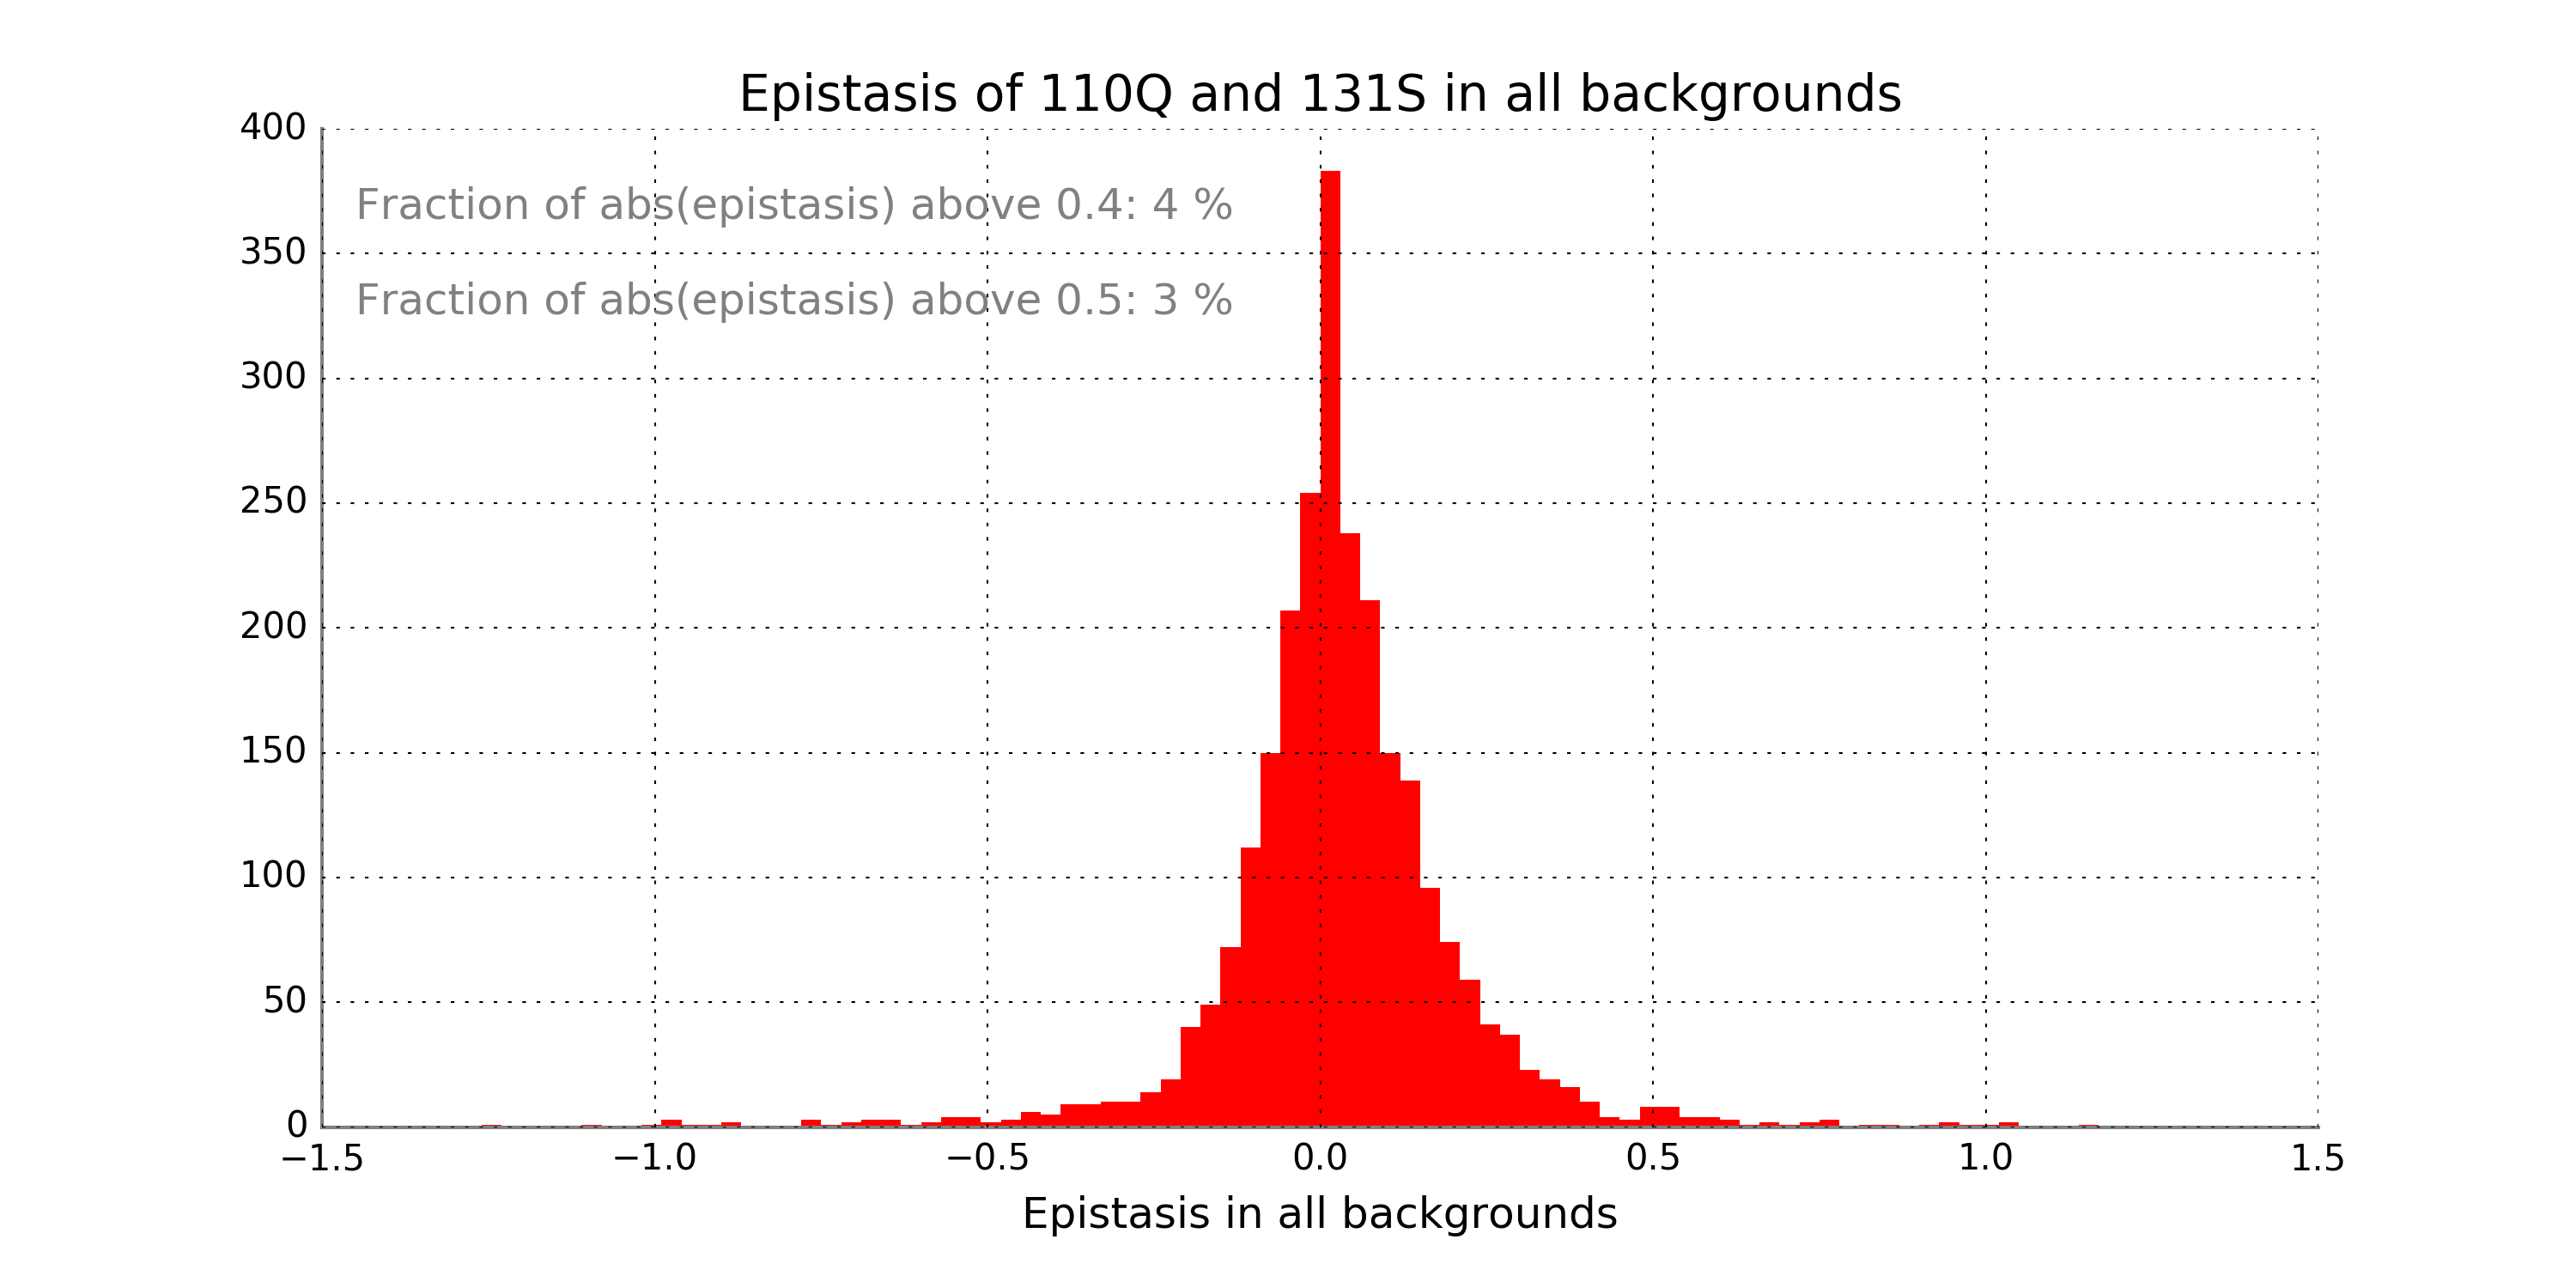 Epistasis of 110Q and 131S in all backgrounds
400
Fraction of abs(epistasis) above 0.4: 4 %
350
Fraction of abs(epistasis) above 0.5: 3 %
300
250
200
150
100
50
0
−1.5 −1.0 −0.5 0.0 0.5 1.0 1.5
Epistasis in all backgrounds